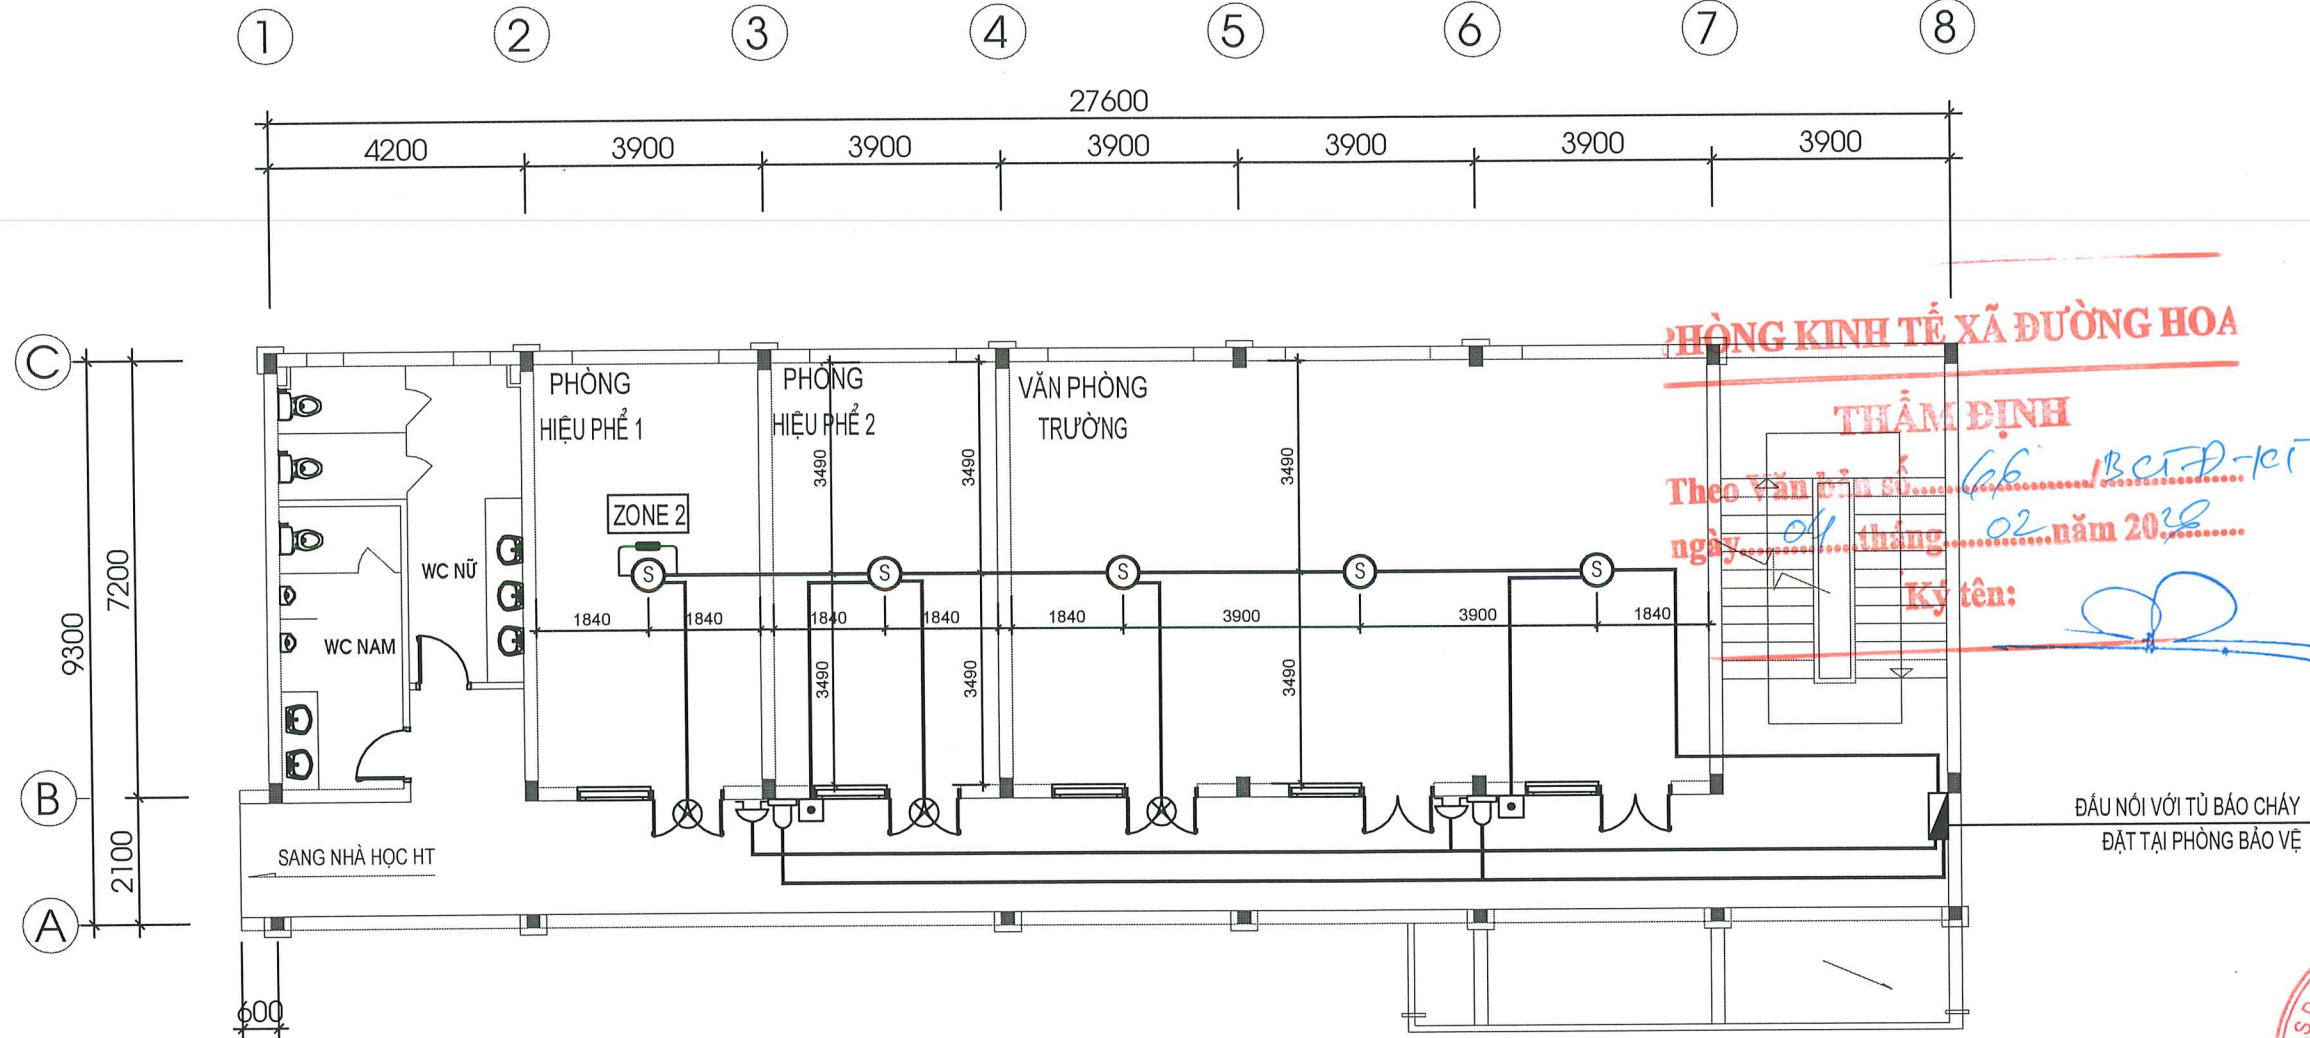 1 2 3 4 5 6 7 8
27600
4200 3900 3900 3900 3900 3900 3900
C
B
A
9300
7200
2100
600
PHÒNG
HIỆU PHỂ 1
PHÒNG
HIỆU PHỂ 2
VĂN PHÒNG
TRƯỜNG
3490 3490 3490
ZONE 2
S S S S S
1840 1840 1840 1840 1840 3900 3900 1840
3490 3490 3490
WC NỮ
WC NAM
SANG NHÀ HỌC HT
ĐẤU NỐI VỚI TỦ BÁO CHÁY
ĐẶT TẠI PHÒNG BẢO VỆ
PHÒNG KINH TẾ XÃ ĐƯỜNG HOA
THẨM ĐỊNH
Theo Văn bản số 66 /BCTĐ-KT
ngày 04 tháng 02 năm 20
Ký tên: